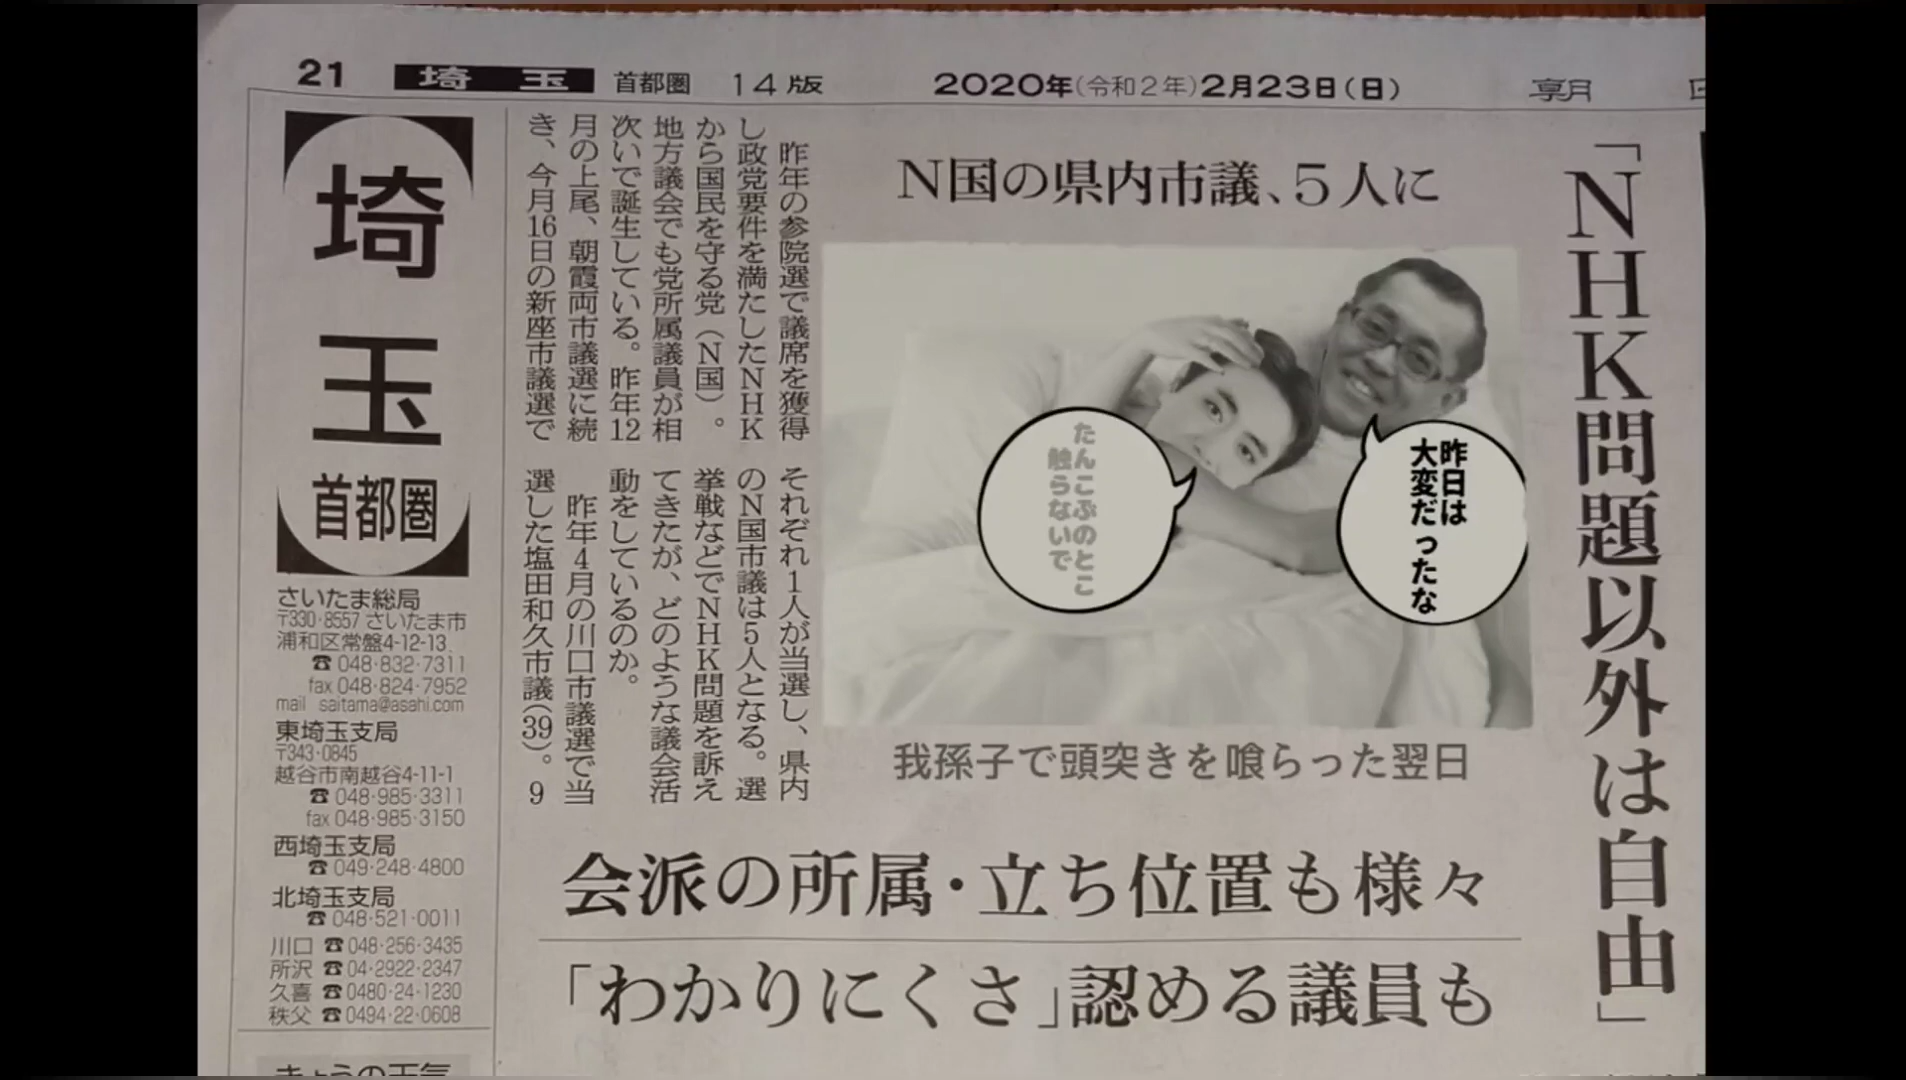 21 埼玉 首都圏 14版 2020年(令和2年)2月23日(日) 朝
「NHK問題以外は自由」
N国の県内市議、5人に
昨日は
大変だったな
たんこぶのとこ
触らないで
我孫子で頭突きを喰らった翌日
会派の所属・立ち位置も様々
「わかりにくさ」認める議員も
昨年の参院選で議席を獲得
し政党要件を満たしたNHK
から国民を守る党(N国)。
地方議会でも党所属議員が相
次いで誕生している。昨年12
月の上尾、朝霞両市議選に続
き、今月16日の新座市議選で
それぞれ1人が当選し、県内
のN国市議は5人となる。選
挙戦などでNHK問題を訴え
てきたが、どのような議会活
動をしているのか。
昨年4月の川口市議選で当
選した塩田和久市議(39)。9
埼玉
首都圏
さいたま総局
〒330·8557 さいたま市
浦和区常盤4-12-13
☎048·832·7311
fax 048·824·7952
mail saitama@asahi.com
東埼玉支局
〒343·0845
越谷市南越谷4-11-1
☎048·985·3311
fax 048·985·3150
西埼玉支局
☎049·248·4800
北埼玉支局
☎048·521·0011
川口 ☎048·256·3435
所沢 ☎04·2922·2347
久喜 ☎0480·24·1230
秩父 ☎0494·22·0608
きょうの天気